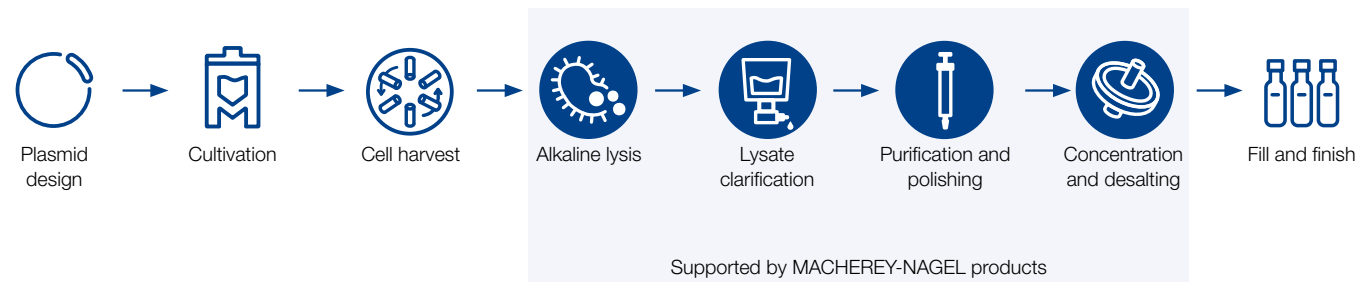 Plasmid
design
Cultivation
Cell harvest
Alkaline lysis
Lysate
clarification
Purification and
polishing
Concentration
and desalting
Fill and finish
Supported by MACHEREY-NAGEL products